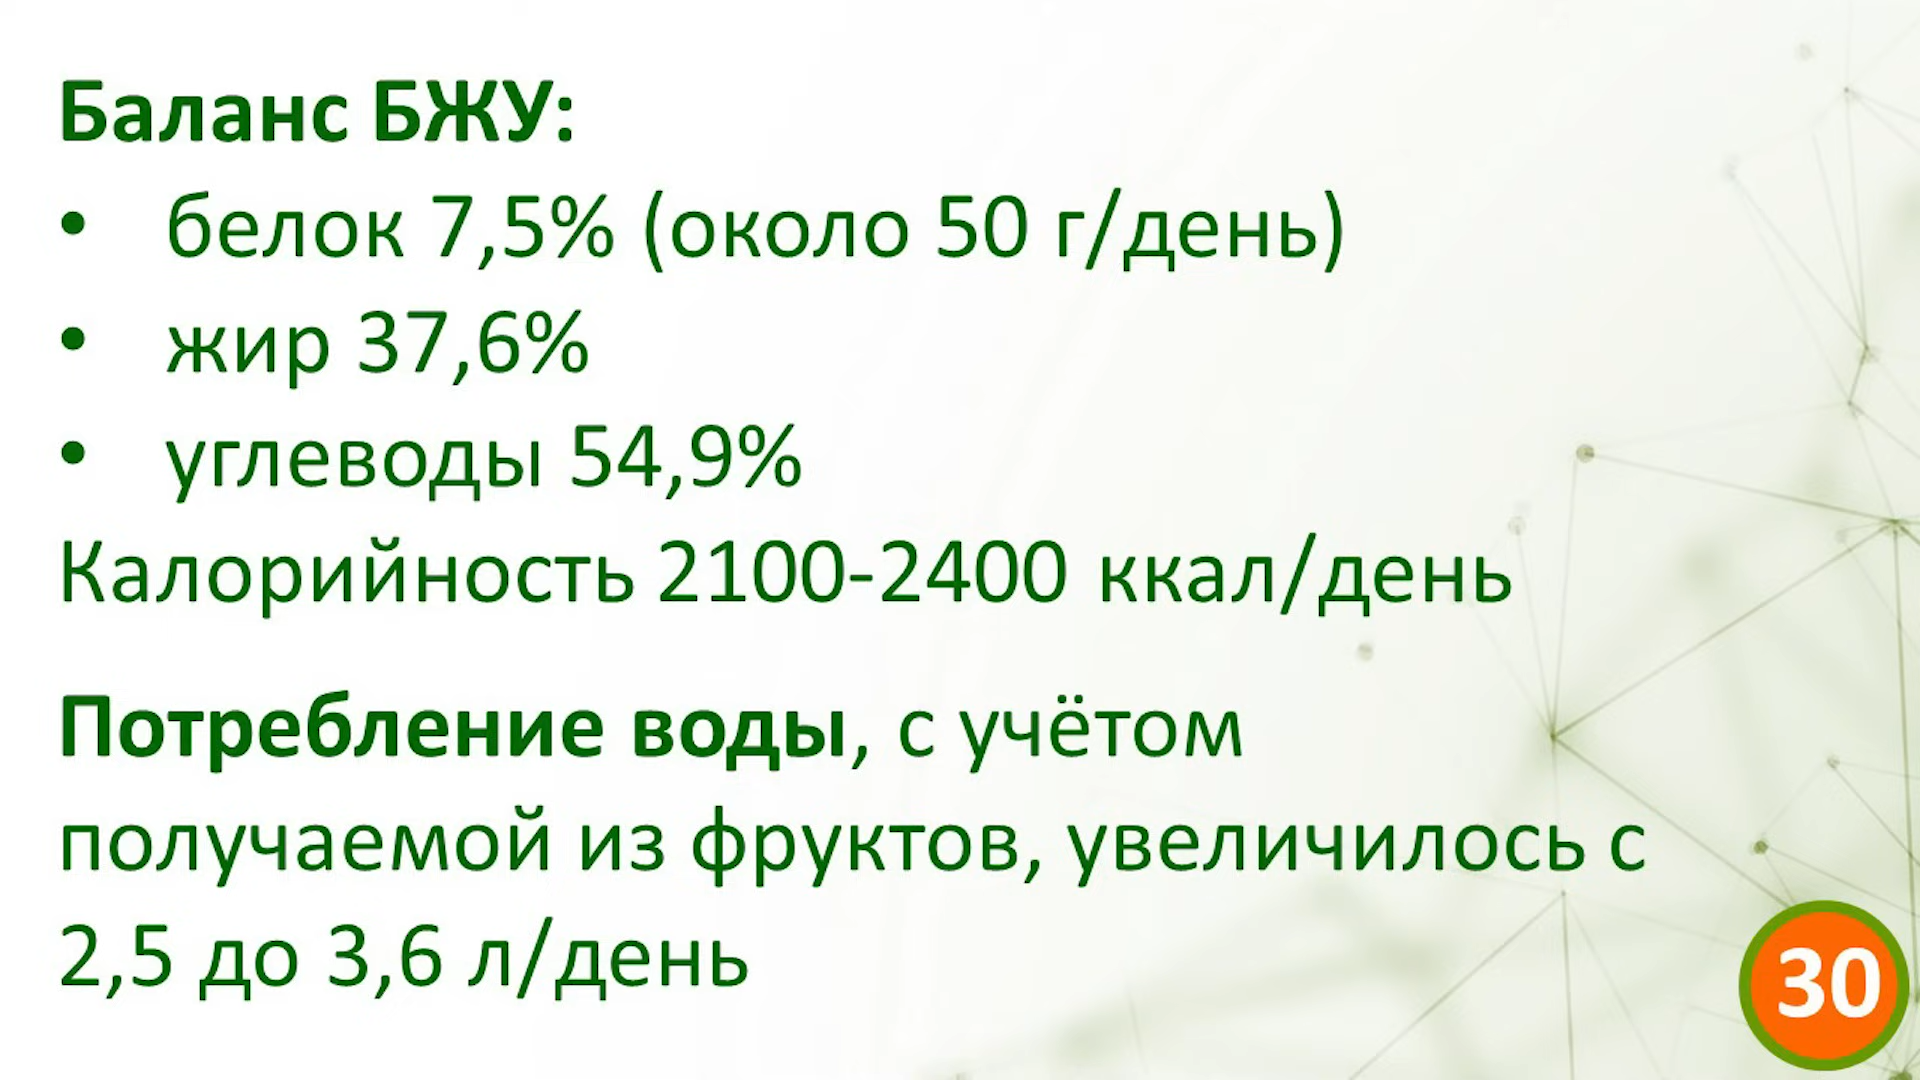 Баланс БЖУ:
• белок 7,5% (около 50 г/день)
• жир 37,6%
• углеводы 54,9%
Калорийность 2100-2400 ккал/день
Потребление воды, с учётом
получаемой из фруктов, увеличилось с
2,5 до 3,6 л/день
30